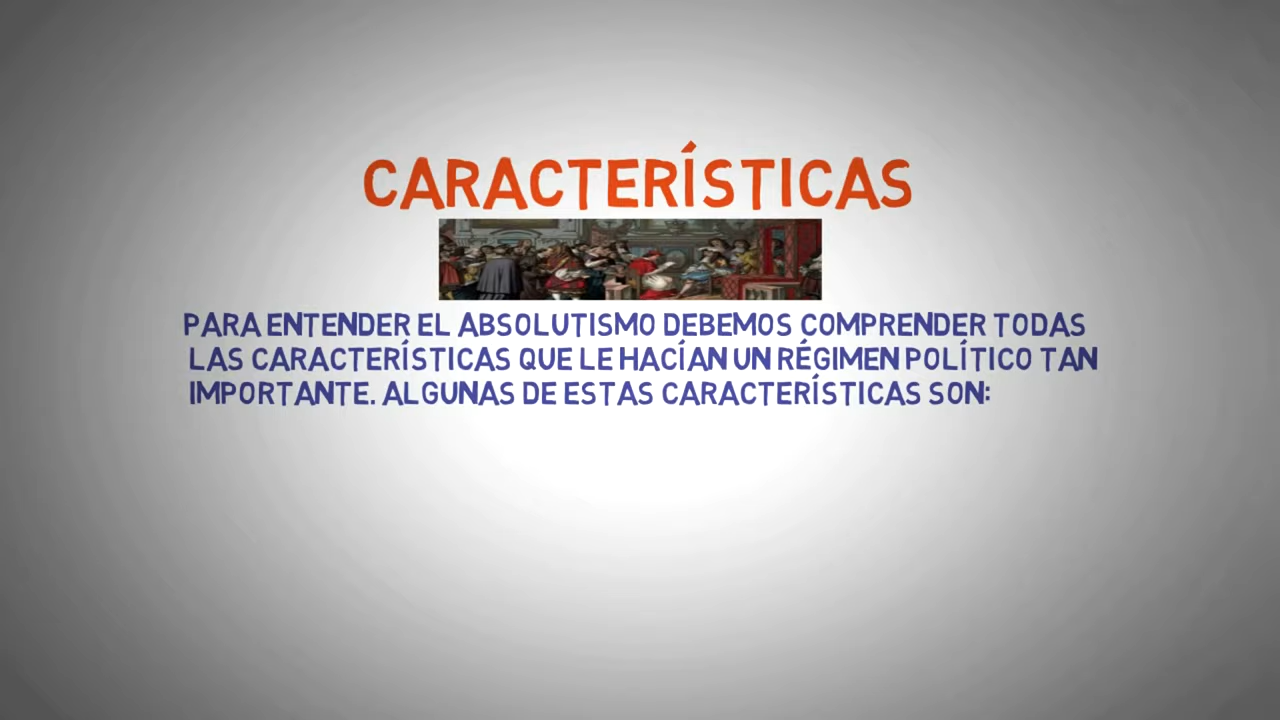 CARACTERÍSTICAS
PARA ENTENDER EL ABSOLUTISMO DEBEMOS COMPRENDER TODAS
LAS CARACTERÍSTICAS QUE LE HACÍAN UN RÉGIMEN POLÍTICO TAN
IMPORTANTE. ALGUNAS DE ESTAS CARACTERÍSTICAS SON: